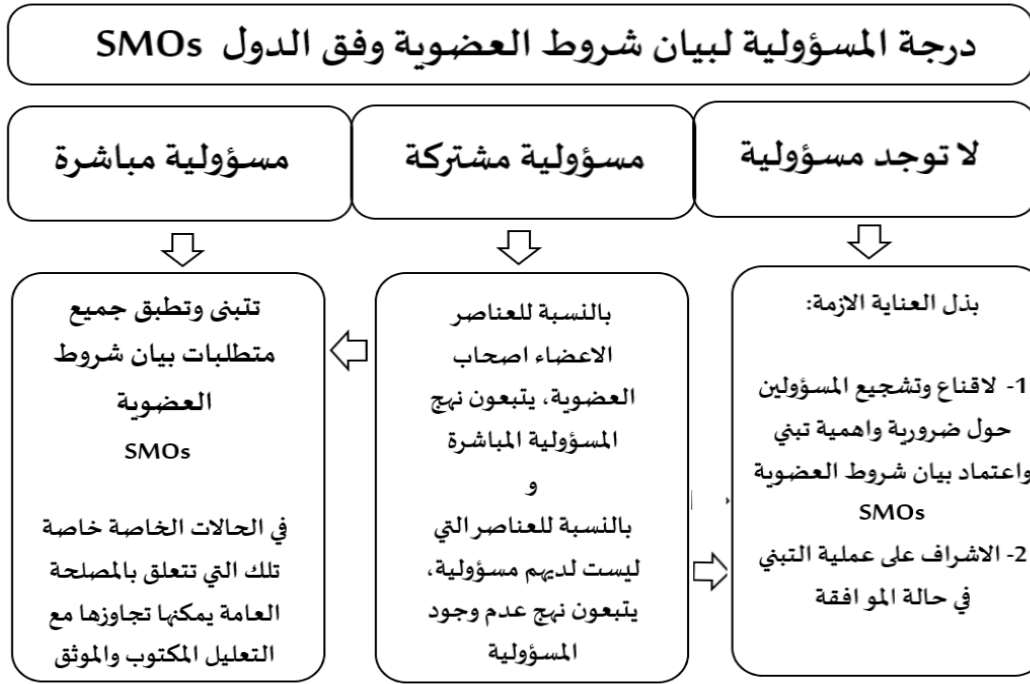 درجة المسؤولية لبيان شروط العضوية وفق الدول SMOs
لا توجد مسؤولية
مسؤولية مشتركة
مسؤولية مباشرة
بذل العناية الازمة:
1- لاقناع وتشجيع المسؤولين
حول ضرورية واهمية تبني
واعتماد بيان شروط العضوية
SMOs
2- الاشراف على عملية التبني
في حالة الموافقة
بالنسبة للعناصر
الاعضاء اصحاب
العضوية، يتبعون نهج
المسؤولية المباشرة
و
بالنسبة للعناصر التي
ليست لديهم مسؤولية،
يتبعون نهج عدم وجود
المسؤولية
تتبنى وتطبق جميع
متطلبات بيان شروط
العضوية
SMOs
في الحالات الخاصة خاصة
تلك التي تتعلق بالمصلحة
العامة يمكنها تجاوزها مع
التعليل المكتوب والموثق